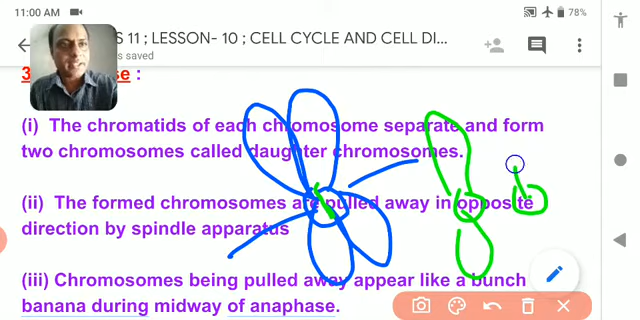 11:00 AM
78%
S 11 ; LESSON- 10 ; CELL CYCLE AND CELL DI...
s saved
3 se :
(i) The chromatids of each chromosome separate and form
two chromosomes called daughter chromosomes.
(ii) The formed chromosomes are pulled away in opposite
direction by spindle apparatus
(iii) Chromosomes being pulled away appear like a bunch
banana during midway of anaphase.